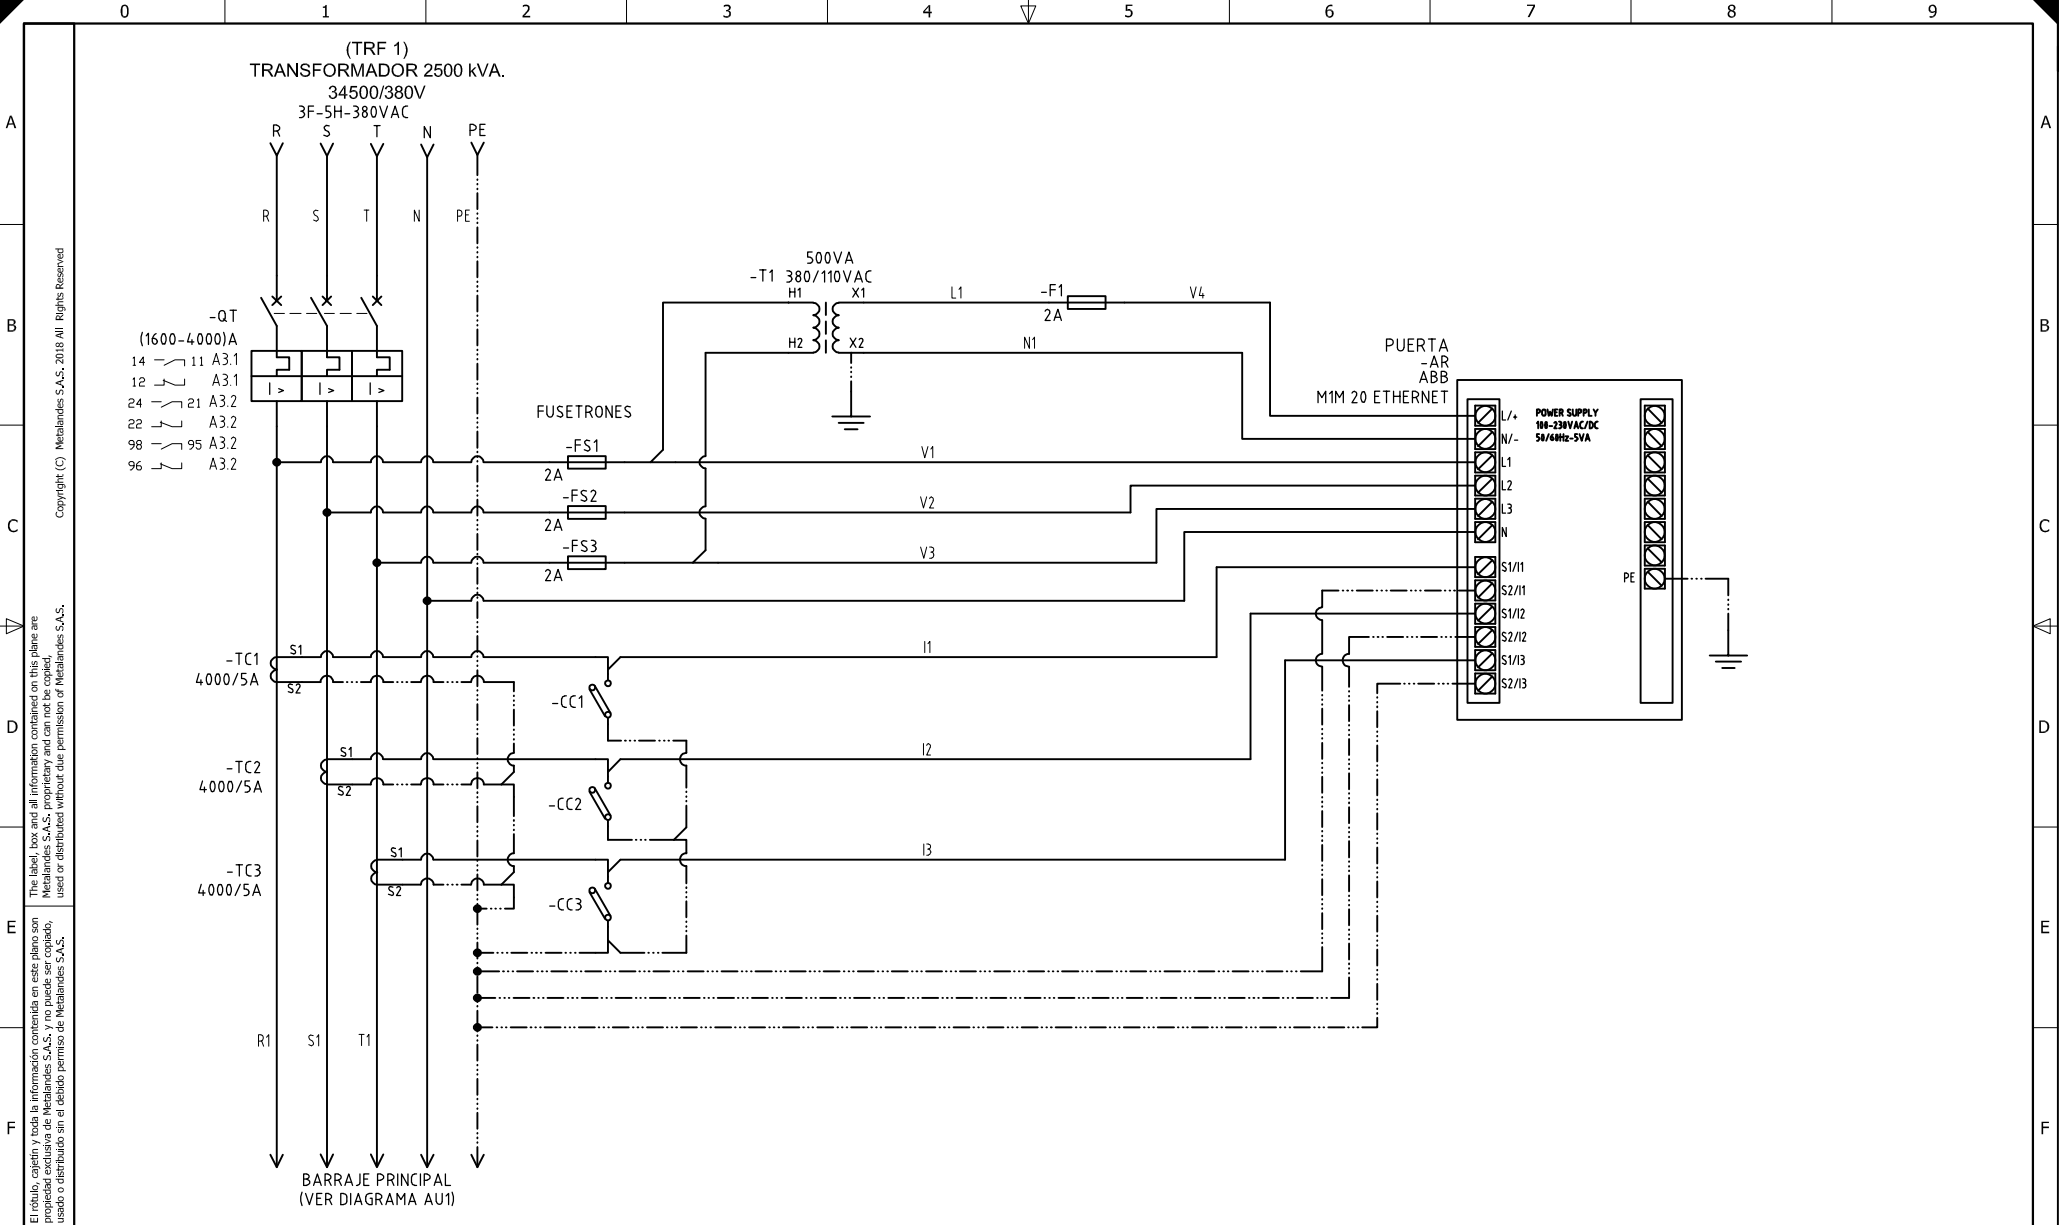 0 1 2 3 4 5 6 7 8 9
(TRF 1)
TRANSFORMADOR 2500 kVA.
34500/380V
3F-5H-380VAC
A
A
R S T N PE
R S T N PE
500VA
-T1 380/110VAC
H1 X1 L1 -F1 V4
2A
H2 X2 N1
B
B
-QT
(1600-4000)A
14 11 A3.1
12 A3.1
24 21 A3.2
22 A3.2
98 95 A3.2
96 A3.2
I > I > I >
PUERTA
-AR
ABB
M1M 20 ETHERNET
POWER SUPPLY
100-230VAC/DC
50/60Hz-5VA
L/+
N/-
L1
L2
L3
N
S1/I1
S2/I1
S1/I2
S2/I2
S1/I3
S2/I3
PE
FUSETRONES
-FS1
2A
V1
-FS2
2A
V2
-FS3
2A
V3
C
C
-TC1
4000/5A
S1
S2
-CC1
I1
D
D
-TC2
4000/5A
S1
S2
-CC2
I2
-TC3
4000/5A
S1
S2
-CC3
I3
E
E
R1 S1 T1
F
F
BARRAJE PRINCIPAL
(VER DIAGRAMA AU1)
Copyright (C) Metalandes S.A.S. 2018 All Rights Reserved
The label, box and all information contained on this plane are
Metalandes S.A.S. proprietary and can not be copied,
used or distributed without due permission of Metalandes S.A.S.
El rótulo, cajetín y toda la información contenida en este plano son
propiedad exclusiva de Metalandes S.A.S. y no puede ser copiado,
usado o distribuido sin el debido permiso de Metalandes S.A.S.